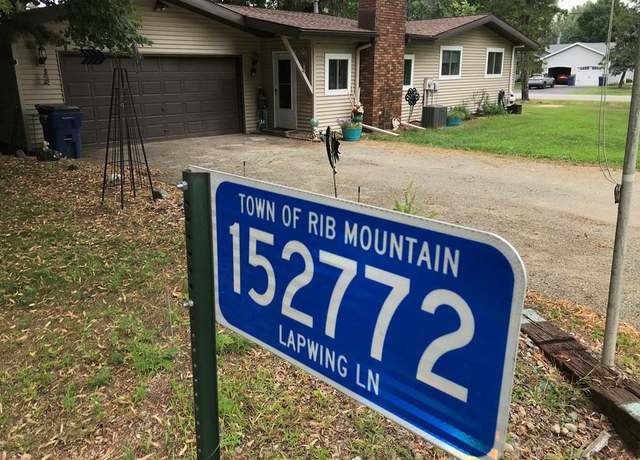 TOWN OF RIB MOUNTAIN
152772
LAPWING LN